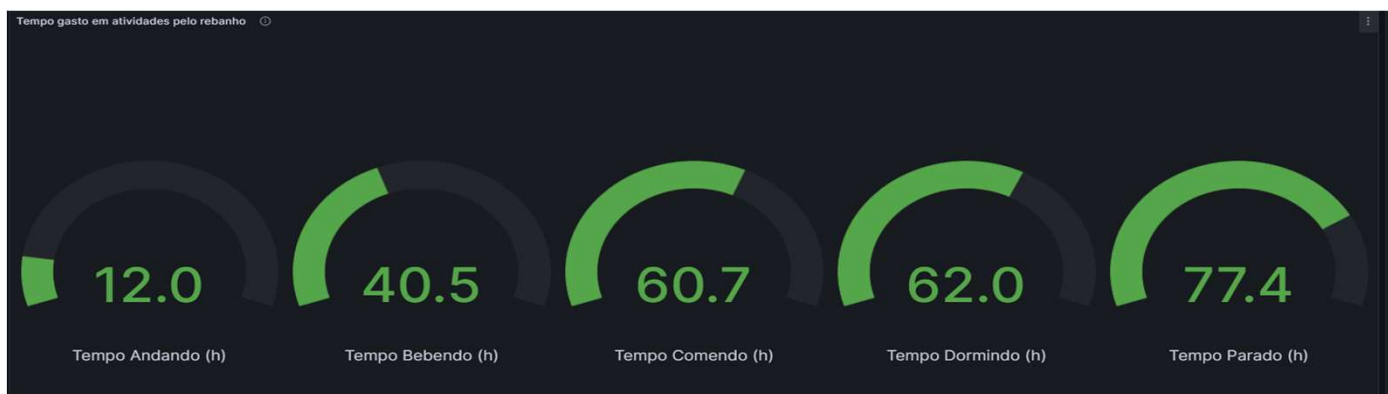 Tempo gasto em atividades pelo rebanho
12.0
40.5
60.7
62.0
77.4
Tempo Andando (h)
Tempo Bebendo (h)
Tempo Comendo (h)
Tempo Dormindo (h)
Tempo Parado (h)